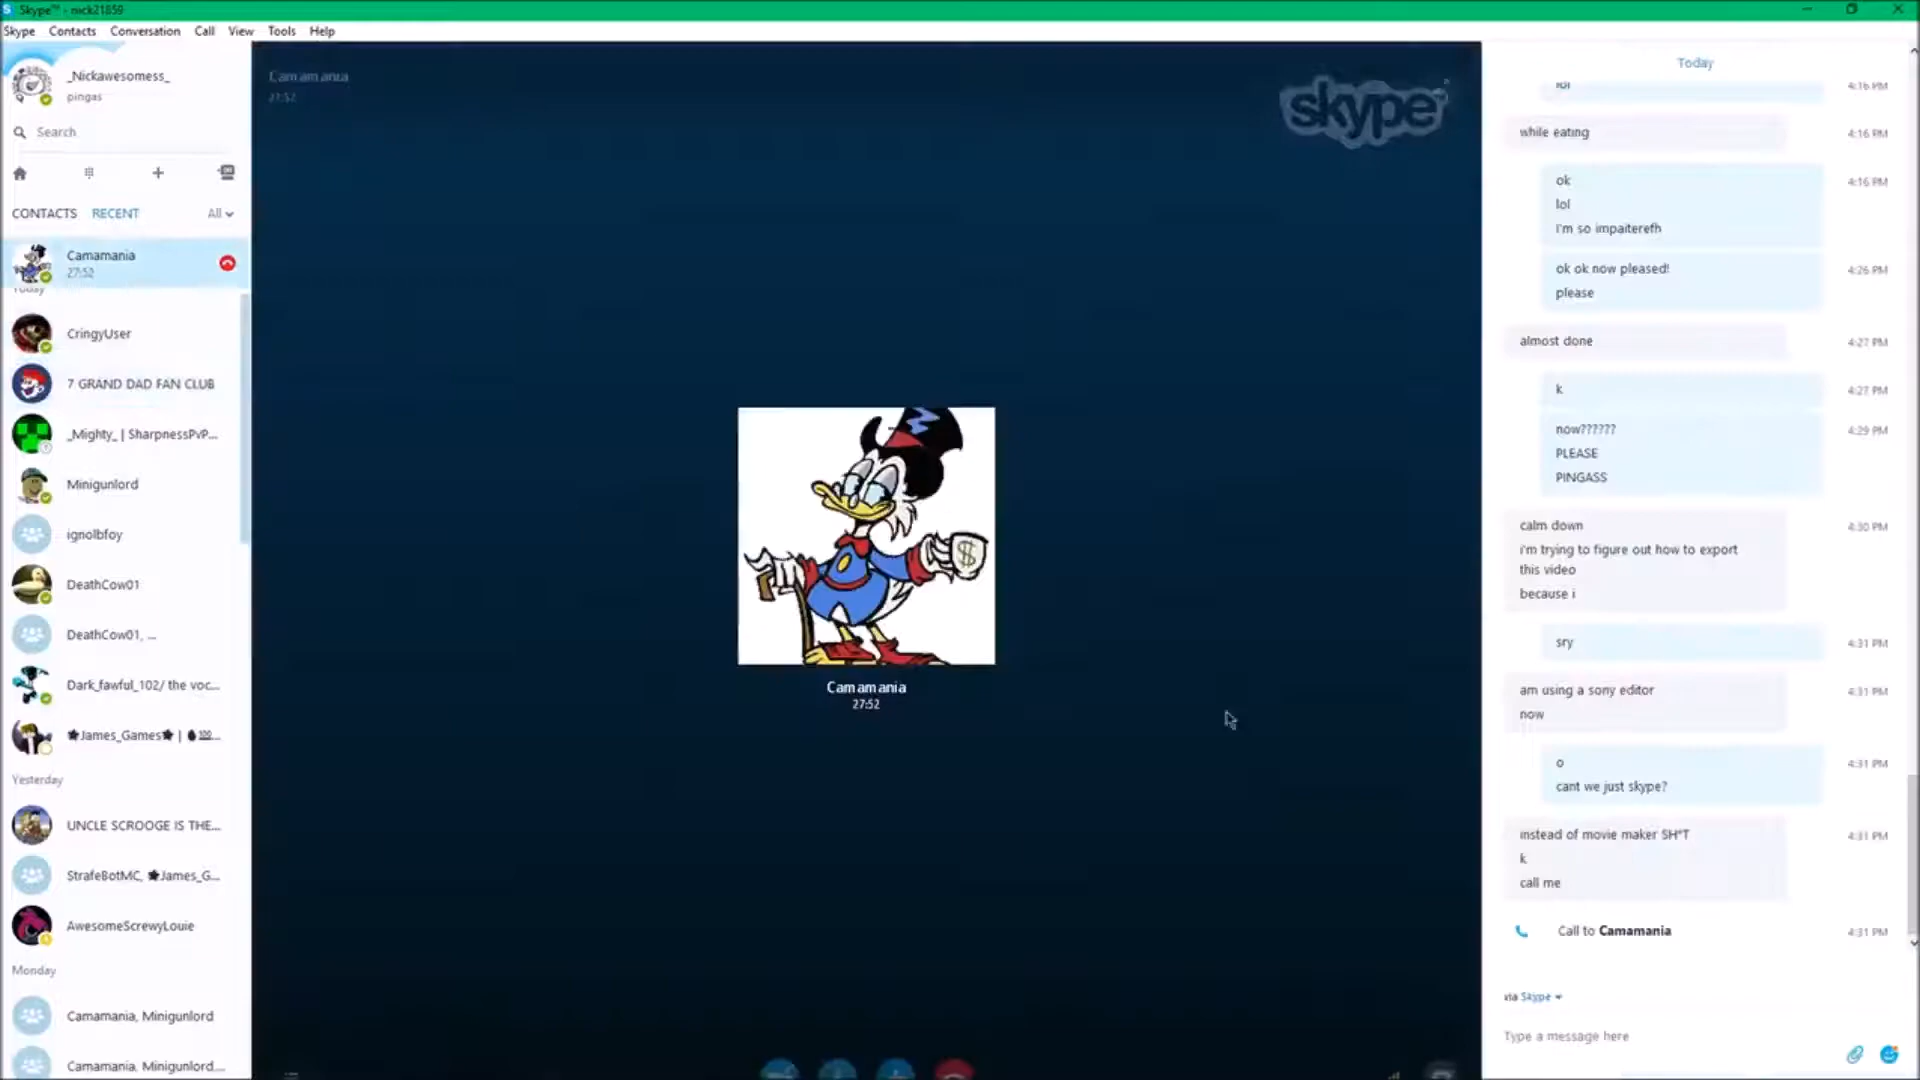 Skype™ - nick21859
Skype Contacts Conversation Call View Tools Help
_Nickawesomess_
pingas
Search
CONTACTS RECENT All
Camamania
27:52
Today
CringyUser
7 GRAND DAD FAN CLUB
_Mighty_ | SharpnessPvP...
Minigunlord
ignolbfoy
DeathCow01
DeathCow01, ...
Dark_fawful_102/ the voc...
★James_Games★ | 💧💯...
Yesterday
UNCLE SCROOGE IS THE...
StrafeBotMC, ★James_G...
AwesomeScrewyLouie
Monday
Camamania, Minigunlord
Camamania, Minigunlord,...
Camamania
27:52
skype™
$
Camamania
27:52
Today
lol 4:16 PM
while eating 4:16 PM
ok 4:16 PM
lol
I'm so impaiterefh
ok ok now pleased! 4:26 PM
please
almost done 4:27 PM
k 4:27 PM
now?????? 4:29 PM
PLEASE
PINGASS
calm down 4:30 PM
i'm trying to figure out how to export
this video
because i
sry 4:31 PM
am using a sony editor 4:31 PM
now
o 4:31 PM
cant we just skype?
instead of movie maker SH*T 4:31 PM
k
call me
Call to Camamania 4:31 PM
via Skype
Type a message here